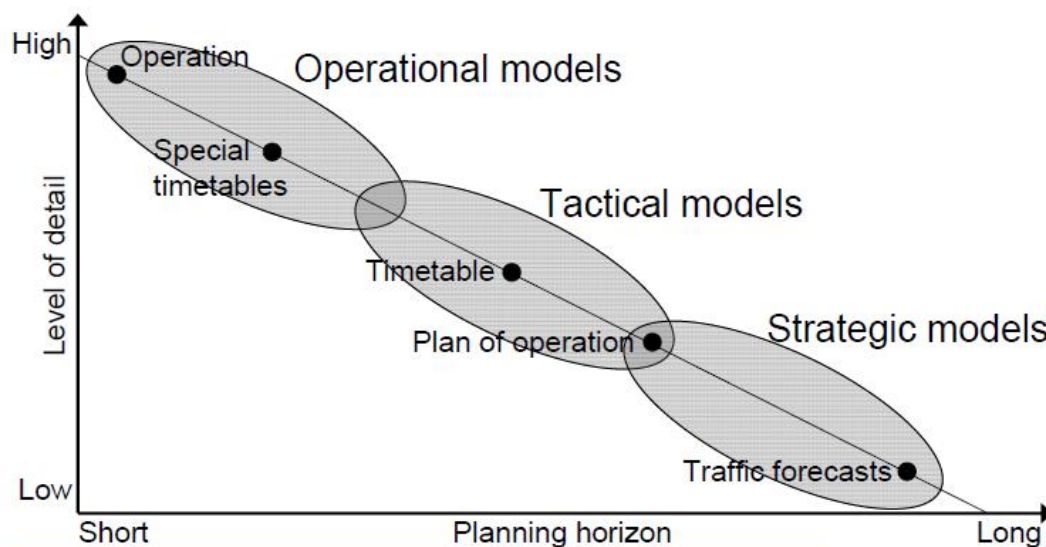 High
Operation
Operational models
Special
timetables
Tactical models
Level of detail
Timetable
Plan of operation
Strategic models
Traffic forecasts
Low
Short
Planning horizon
Long